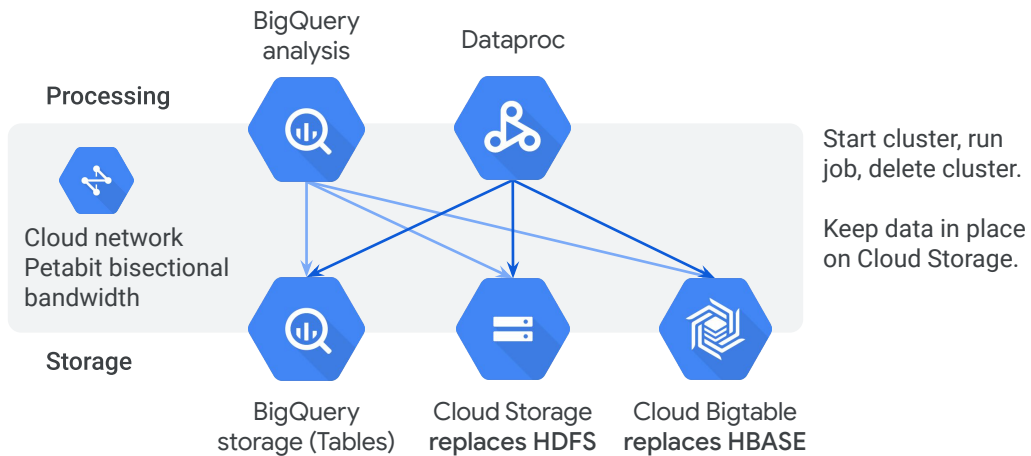 BigQuery
analysis
Dataproc
Processing
Start cluster, run
job, delete cluster.
Keep data in place
on Cloud Storage.
Cloud network
Petabit bisectional
bandwidth
Storage
BigQuery
storage (Tables)
Cloud Storage
replaces HDFS
Cloud Bigtable
replaces HBASE